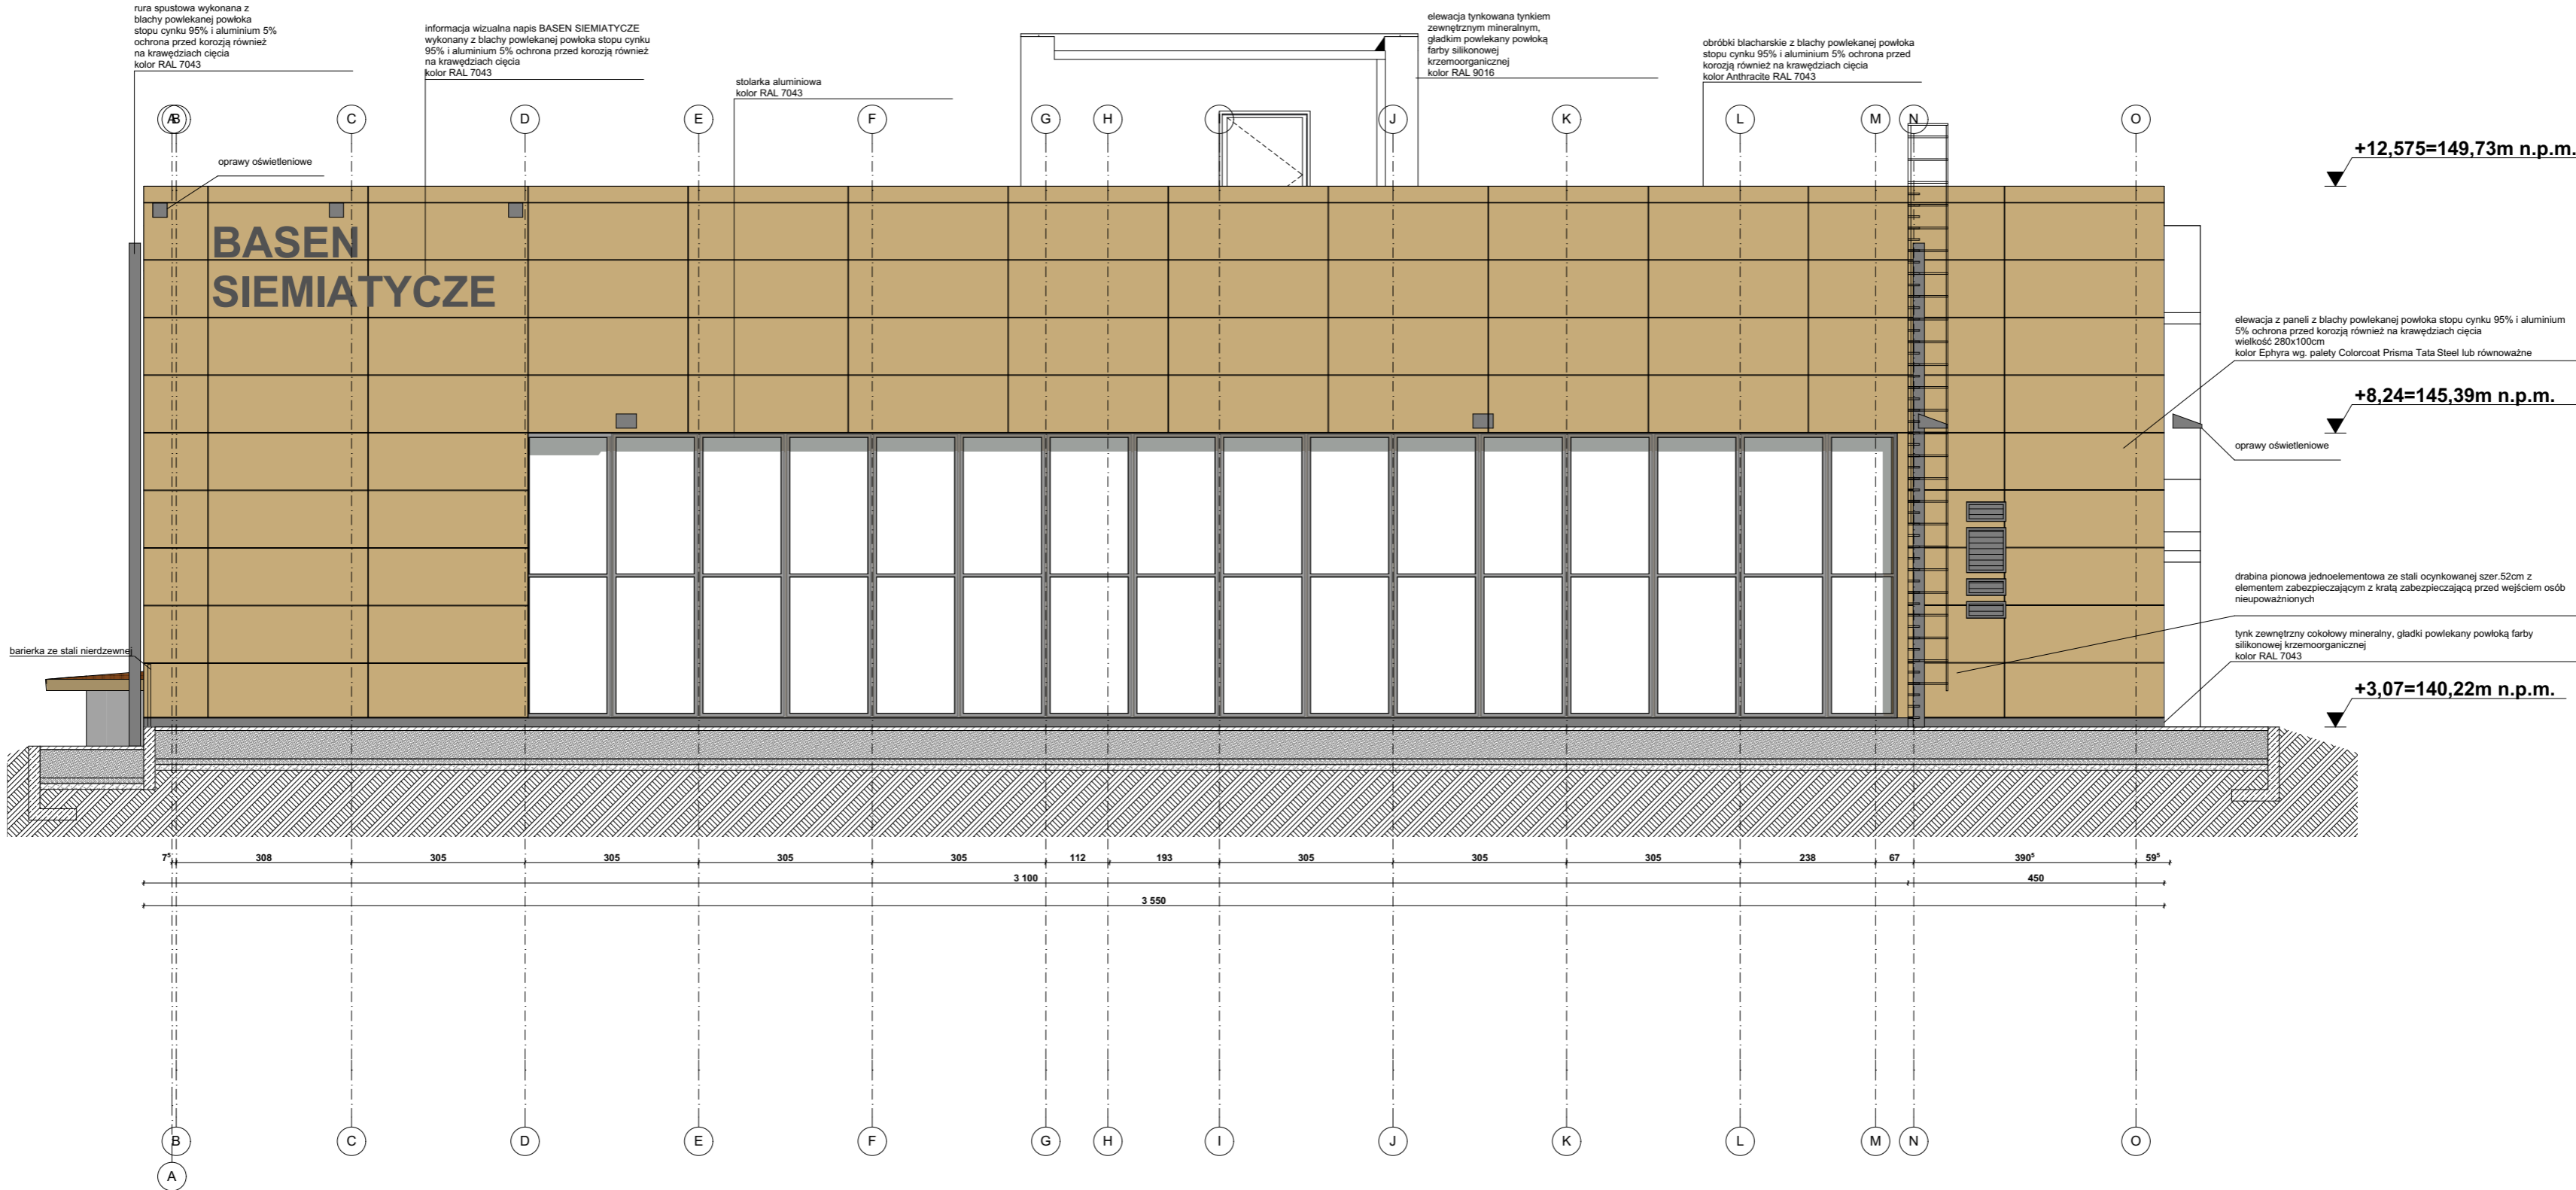 rura spustowa wykonana z
blachy powlekanej powłoka
stopu cynku 95% i aluminium 5%
ochrona przed korozją również
na krawędziach cięcia
kolor RAL 7043
informacja wizualna napis BASEN SIEMIATYCZE
wykonany z blachy powlekanej powłoka stopu cynku
95% i aluminium 5% ochrona przed korozją również
na krawędziach cięcia
kolor RAL 7043
stolarka aluminiowa
kolor RAL 7043
elewacja tynkowana tynkiem
zewnętrznym mineralnym,
gładkim powlekany powłoką
farby silikonowej
krzemoorganicznej
kolor RAL 9016
obróbki blacharskie z blachy powlekanej powłoka
stopu cynku 95% i aluminium 5% ochrona przed
korozją również na krawędziach cięcia
kolor Anthracite RAL 7043
A B C D E F G H I J K L M N O
oprawy oświetleniowe
+12,575=149,73m n.p.m.
BASEN
SIEMIATYCZE
elewacja z paneli z blachy powlekanej powłoka stopu cynku 95% i aluminium
5% ochrona przed korozją również na krawędziach cięcia
wielkość 280x100cm
kolor Ephyra wg. palety Colorcoat Prisma Tata Steel lub równoważne
+8,24=145,39m n.p.m.
oprawy oświetleniowe
drabina pionowa jednoelementowa ze stali ocynkowanej szer.52cm z
elementem zabezpieczającym z kratą zabezpieczającą przed wejściem osób
nieupoważnionych
tynk zewnętrzny cokołowy mineralny, gładki powlekany powłoką farby
silikonowej krzemoorganicznej
kolor RAL 7043
barierka ze stali nierdzewnej
+3,07=140,22m n.p.m.
7⁵ 308 305 305 305 305 112 193 305 305 305 238 67 390⁵ 59⁵
3 100 450
3 550
B C D E F G H I J K L M N O
A